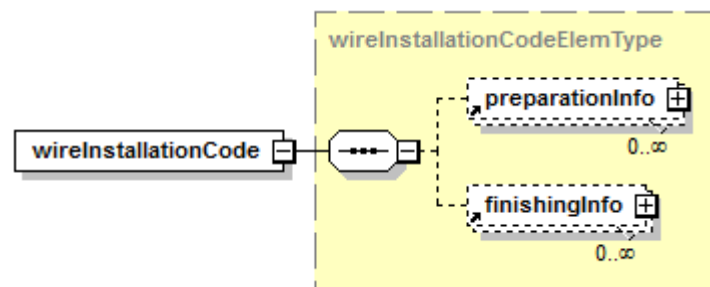 wireInstallationCodeElemType
preparationInfo
0..∞
wireInstallationCode
finishingInfo
0..∞